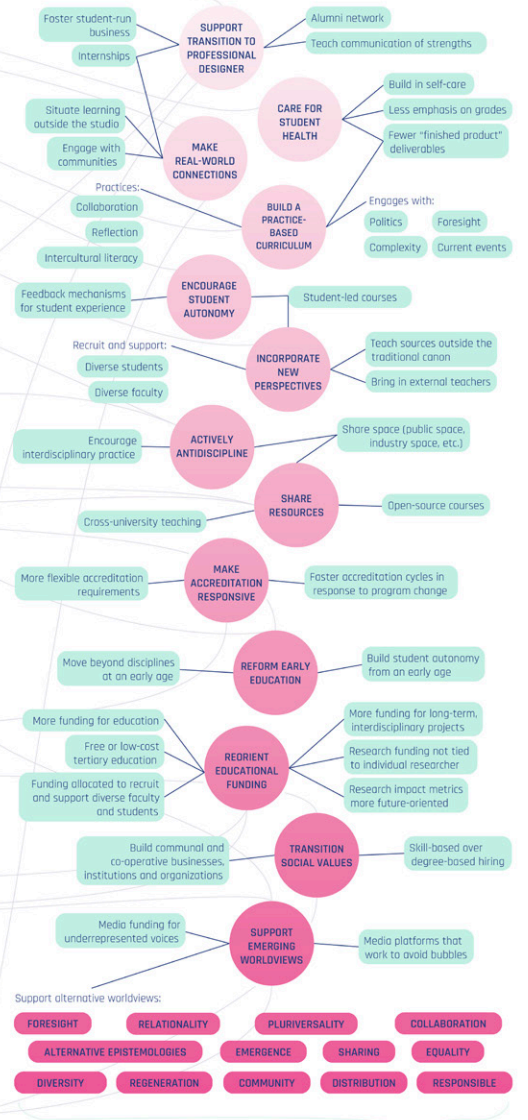 Foster student-run
business
Internships
SUPPORT
TRANSITION TO
PROFESSIONAL
DESIGNER
Alumni network
Teach communication of strengths
CARE FOR
STUDENT
HEALTH
Build in self-care
Less emphasis on grades
Fewer "finished product"
deliverables
Situate learning
outside the studio
Engage with
communities
MAKE
REAL-WORLD
CONNECTIONS
Practices:
Collaboration
Reflection
Intercultural literacy
BUILD A
PRACTICE-
BASED
CURRICULUM
Engages with:
Politics
Foresight
Complexity
Current events
Feedback mechanisms
for student experience
ENCOURAGE
STUDENT
AUTONOMY
Student-led courses
Recruit and support:
Diverse students
Diverse faculty
INCORPORATE
NEW
PERSPECTIVES
Teach sources outside the
traditional canon
Bring in external teachers
Encourage
interdisciplinary practice
ACTIVELY
ANTIDISCIPLINE
Share space (public space,
industry space, etc.)
Cross-university teaching
SHARE
RESOURCES
Open-source courses
More flexible accreditation
requirements
MAKE
ACCREDITATION
RESPONSIVE
Faster accreditation cycles in
response to program change
Move beyond disciplines
at an early age
REFORM EARLY
EDUCATION
Build student autonomy
from an early age
More funding for education
Free or low-cost
tertiary education
Funding allocated to recruit
and support diverse faculty
and students
REORIENT
EDUCATIONAL
FUNDING
More funding for long-term,
interdisciplinary projects
Research funding not tied
to individual researcher
Research impact metrics
more future-oriented
Build communal and
co-operative businesses,
institutions and organizations
TRANSITION
SOCIAL VALUES
Skill-based over
degree-based hiring
Media funding for
underrepresented voices
SUPPORT
EMERGING
WORLDVIEWS
Media platforms that
work to avoid bubbles
Support alternative worldviews:
FORESIGHT
RELATIONALITY
PLURIVERSALITY
COLLABORATION
ALTERNATIVE EPISTEMOLOGIES
EMERGENCE
SHARING
EQUALITY
DIVERSITY
REGENERATION
COMMUNITY
DISTRIBUTION
RESPONSIBLE